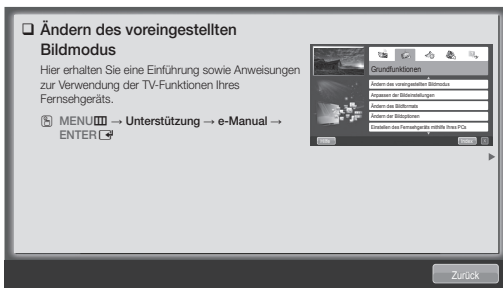 Ändern des voreingestellten
Bildmodus
Hier erhalten Sie eine Einführung sowie Anweisungen
zur Verwendung der TV-Funktionen Ihres
Fernsehgeräts.
MENU → Unterstützung → e-Manual →
ENTER
Grundfunktionen
Ändern des voreingestellten Bildmodus
Anpassen der Bildeinstellungen
Ändern des Bildformats
Ändern der Bildoptionen
Einstellen des Fernsehgeräts mithilfe Ihres PCs
Zurück